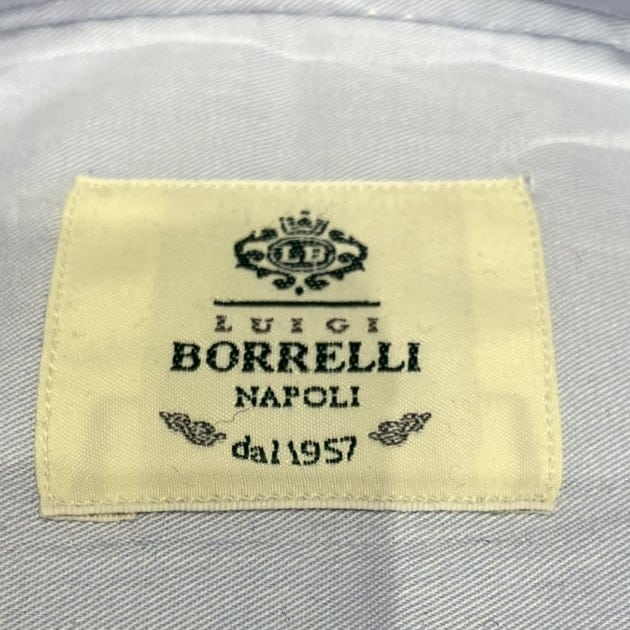 LB
LUIGI
BORRELLI
NAPOLI
dal 1957